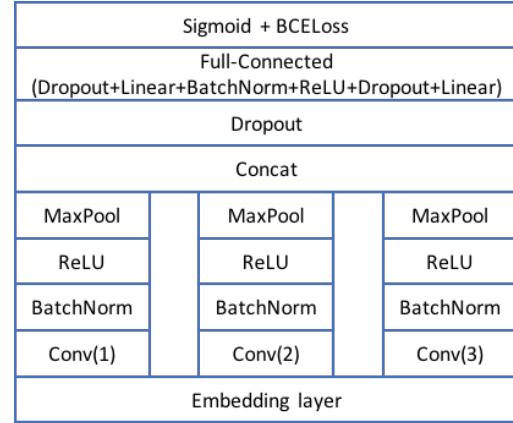 Sigmoid + BCELoss
Full-Connected
(Dropout+Linear+BatchNorm+ReLU+Dropout+Linear)
Dropout
Concat
MaxPool MaxPool MaxPool
ReLU ReLU ReLU
BatchNorm BatchNorm BatchNorm
Conv(1) Conv(2) Conv(3)
Embedding layer